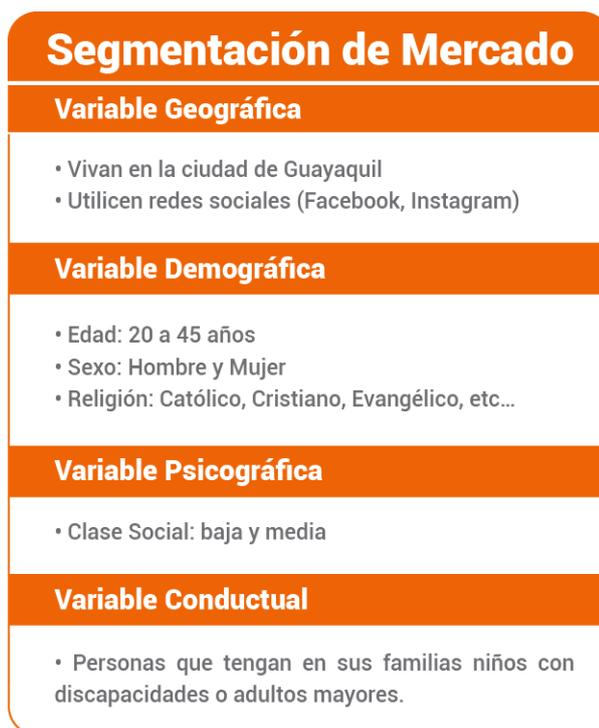 Segmentación de Mercado
Variable Geográfica
• Vivan en la ciudad de Guayaquil
• Utilicen redes sociales (Facebook, Instagram)
Variable Demográfica
• Edad: 20 a 45 años
• Sexo: Hombre y Mujer
• Religión: Católico, Cristiano, Evangélico, etc...
Variable Psicográfica
• Clase Social: baja y media
Variable Conductual
• Personas que tengan en sus familias niños con
discapacidades o adultos mayores.